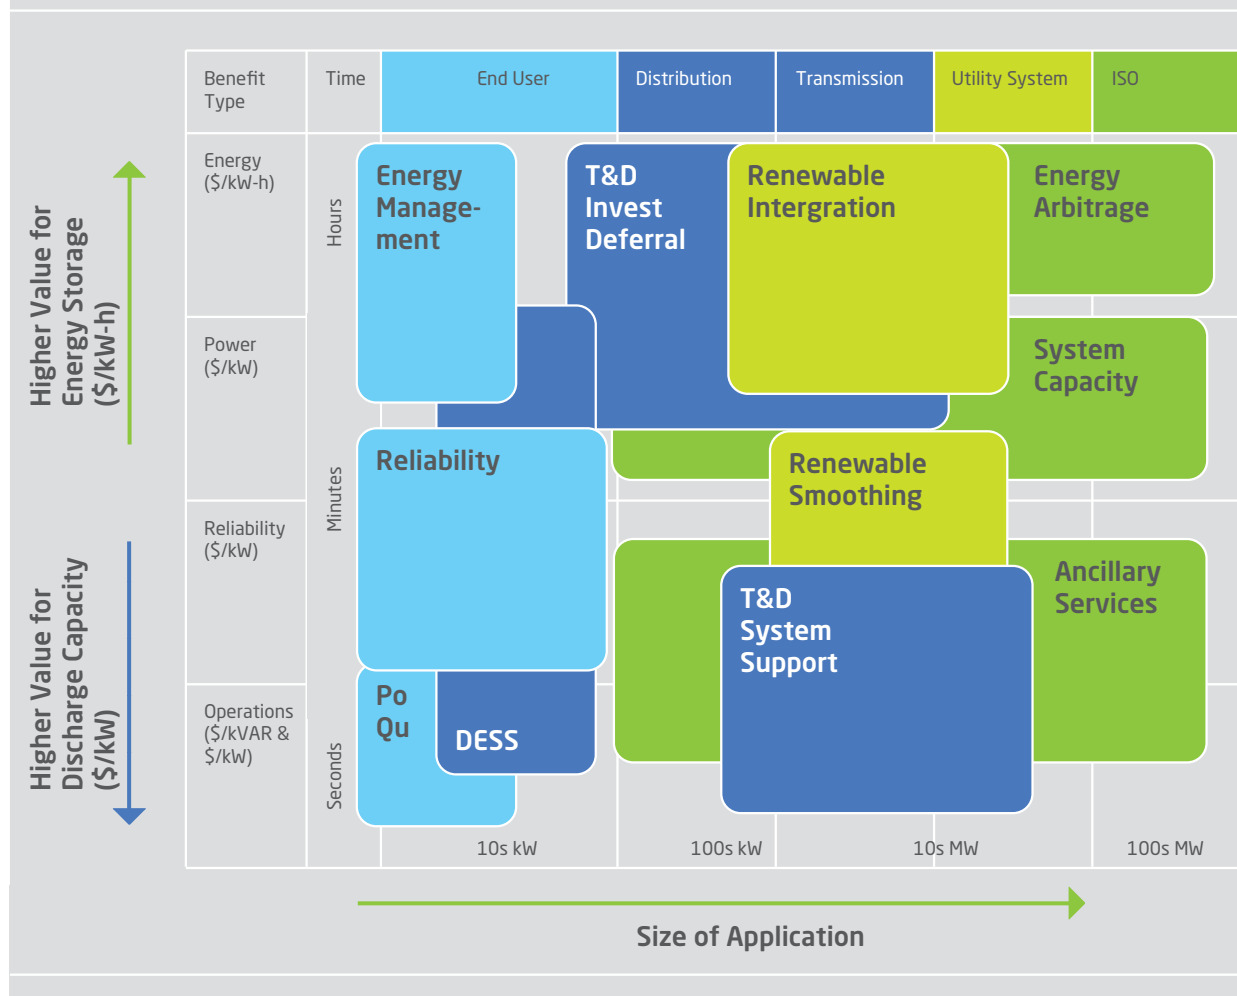 Benefit
Type
Time
End User
Distribution
Transmission
Utility System
ISO
Energy
($/kW-h)
Power
($/kW)
Reliability
($/kW)
Operations
($/kVAR &
$/kW)
Hours
Minutes
Seconds
Higher Value for
Energy Storage
($/kW-h)
Higher Value for
Discharge Capacity
($/kW)
Energy
Manage-
ment
T&D
Invest
Deferral
Renewable
Intergration
Energy
Arbitrage
System
Capacity
Reliability
Renewable
Smoothing
Ancillary
Services
T&D
System
Support
Po
Qu
DESS
10s kW
100s kW
10s MW
100s MW
Size of Application